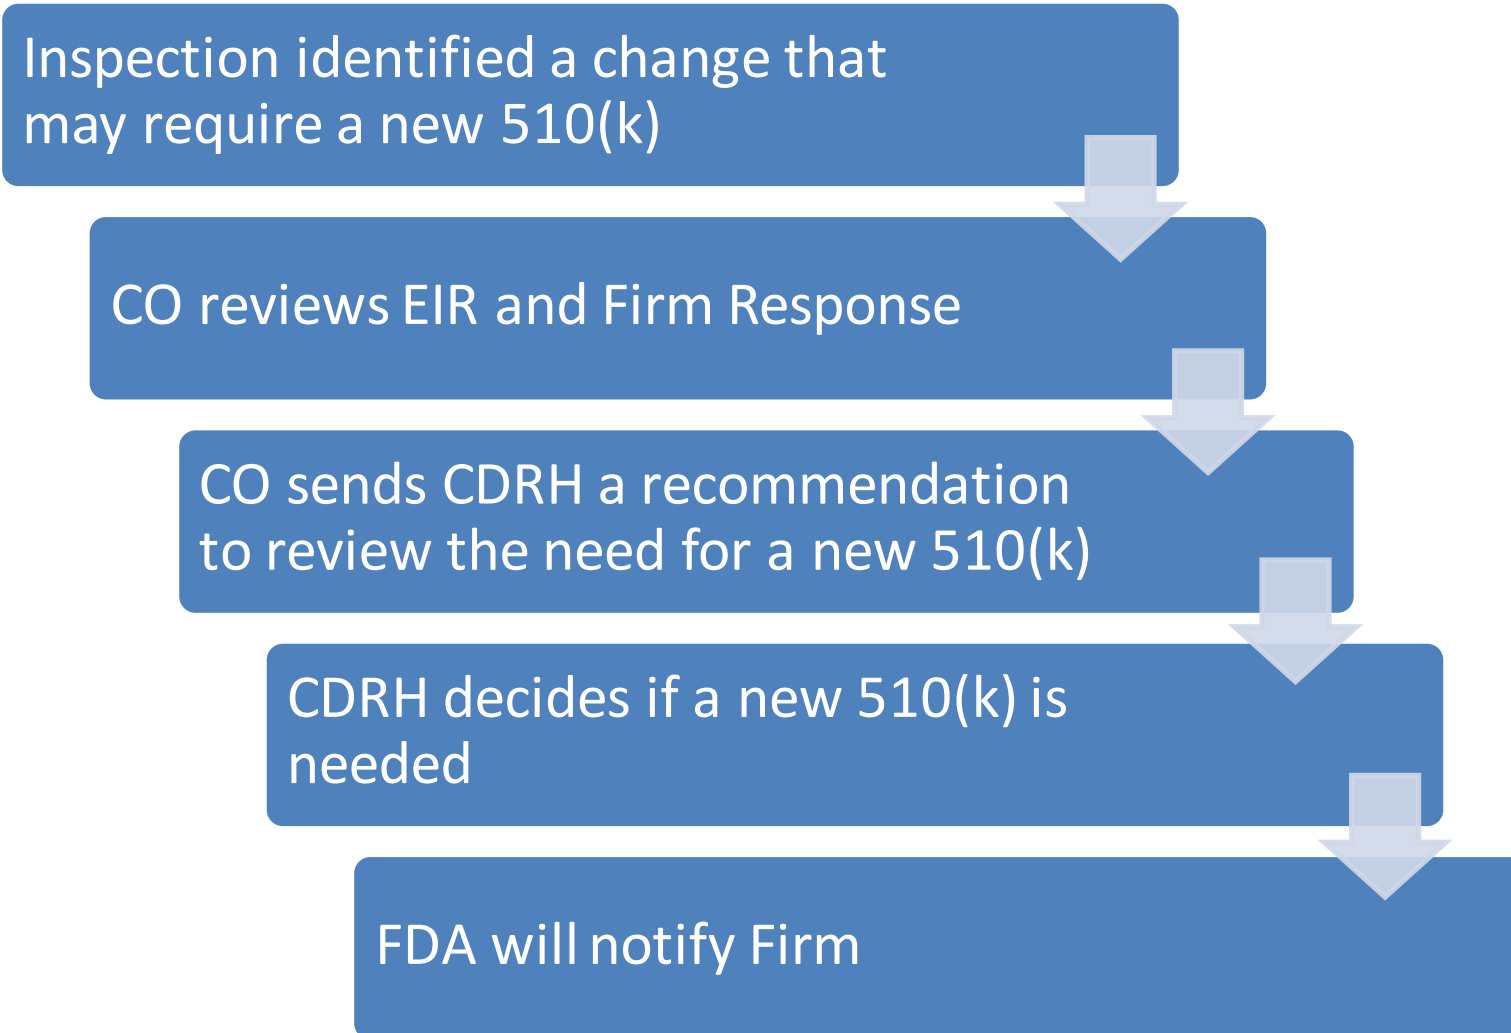 Inspection identified a change that
may require a new 510(k)
CO reviews EIR and Firm Response
CO sends CDRH a recommendation
to review the need for a new 510(k)
CDRH decides if a new 510(k) is
needed
FDA will notify Firm